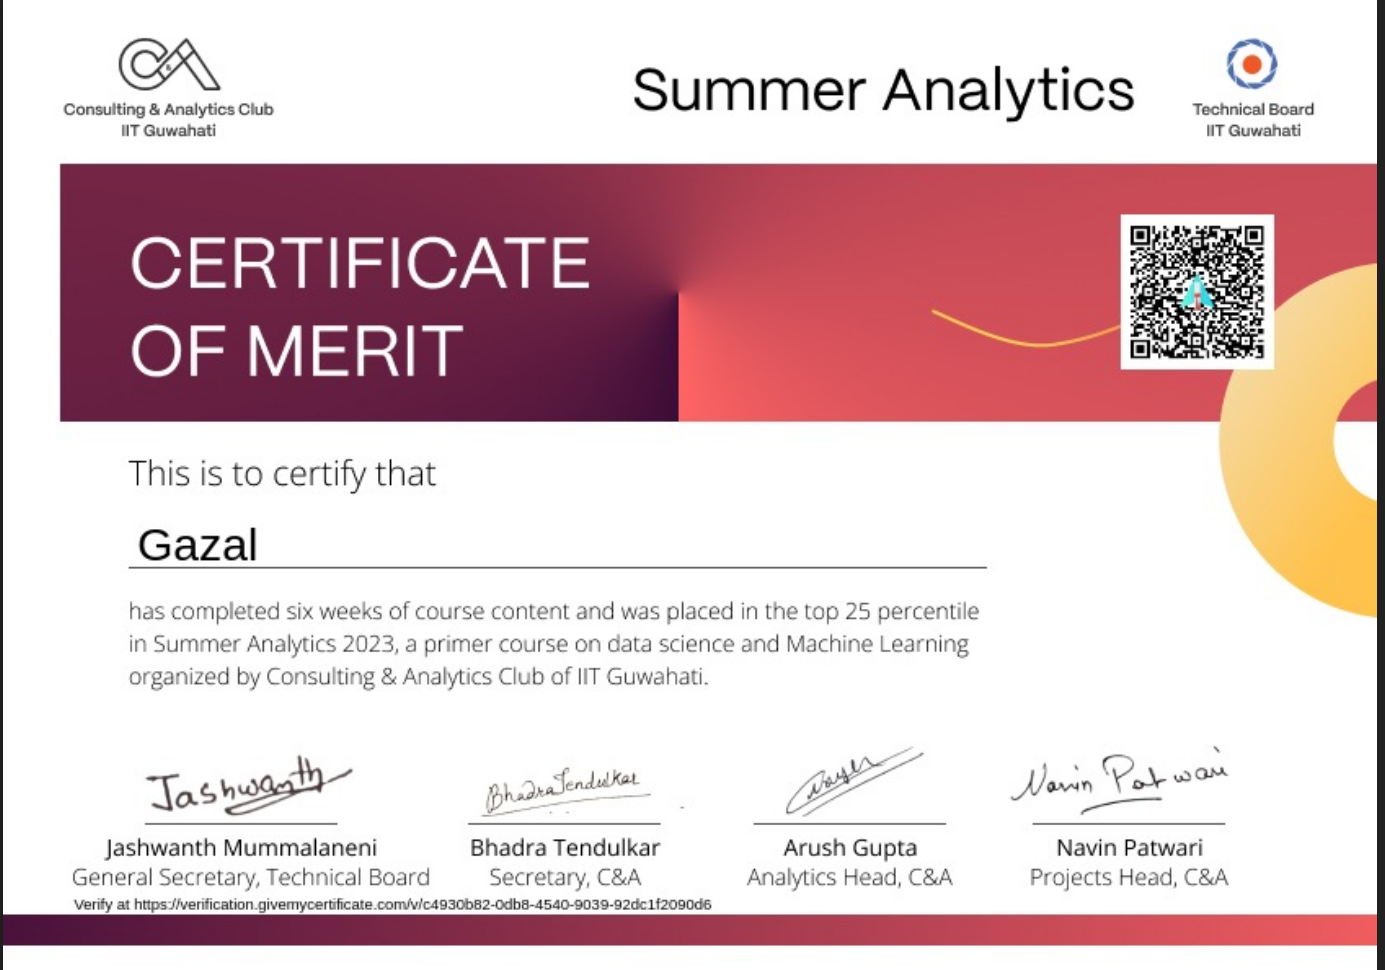 Consulting & Analytics Club
IIT Guwahati
Summer Analytics
Technical Board
IIT Guwahati
CERTIFICATE
OF MERIT
This is to certify that
Gazal
has completed six weeks of course content and was placed in the top 25 percentile
in Summer Analytics 2023, a primer course on data science and Machine Learning
organized by Consulting & Analytics Club of IIT Guwahati.
Jashwanth
Bhadra Tendulkar
Arush
Navin Patwari
Jashwanth Mummalaneni
General Secretary, Technical Board
Bhadra Tendulkar
Secretary, C&A
Arush Gupta
Analytics Head, C&A
Navin Patwari
Projects Head, C&A
Verify at https://verification.givemycertificate.com/v/c4930b82-0db8-4540-9039-92dc1f2090d6